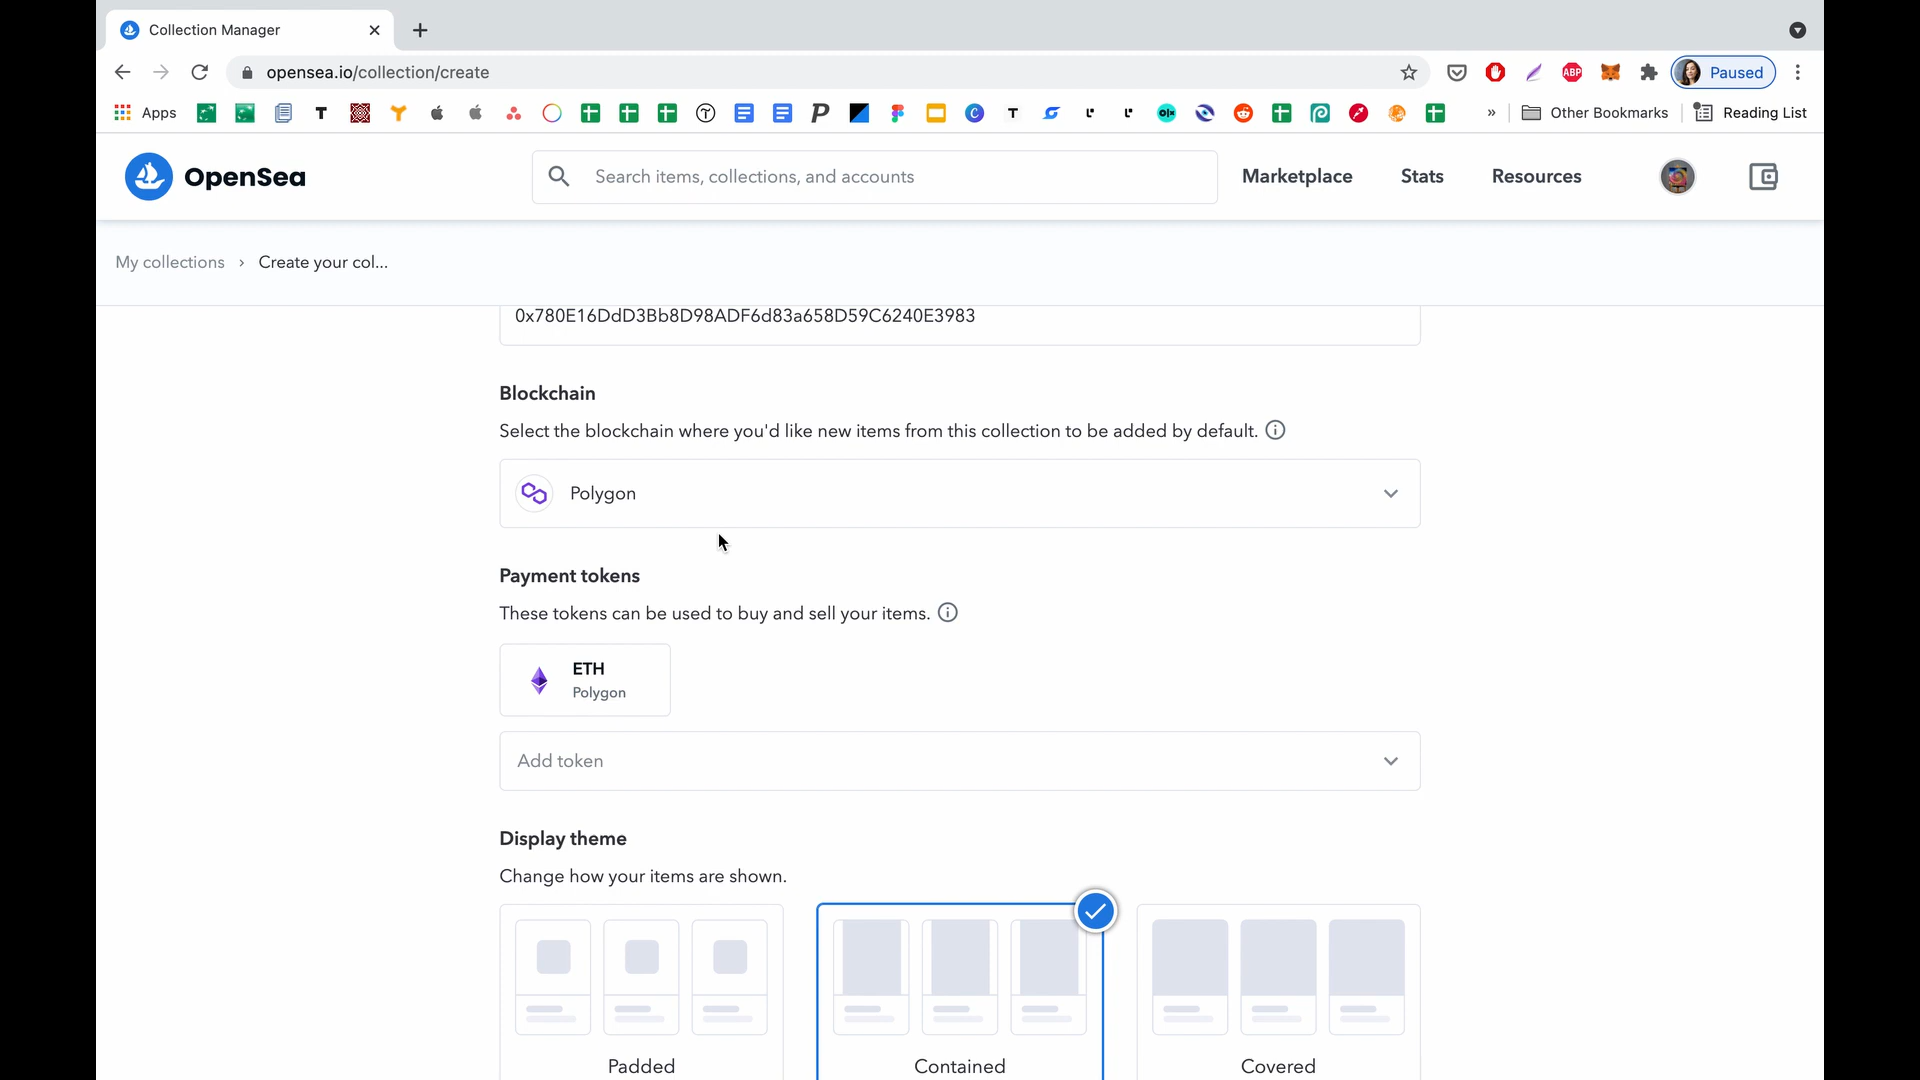 Collection Manager
opensea.io/collection/create
ABP
Paused
Apps
T
P
C
T
olx
»
Other Bookmarks
Reading List
OpenSea
Search items, collections, and accounts
Marketplace
Stats
Resources
My collections › Create your col...
0x780E16DdD3Bb8D98ADF6d83a658D59C6240E3983
Blockchain
Select the blockchain where you'd like new items from this collection to be added by default.
Polygon
Payment tokens
These tokens can be used to buy and sell your items.
ETH
Polygon
Add token
Display theme
Change how your items are shown.
Padded
Contained
Covered